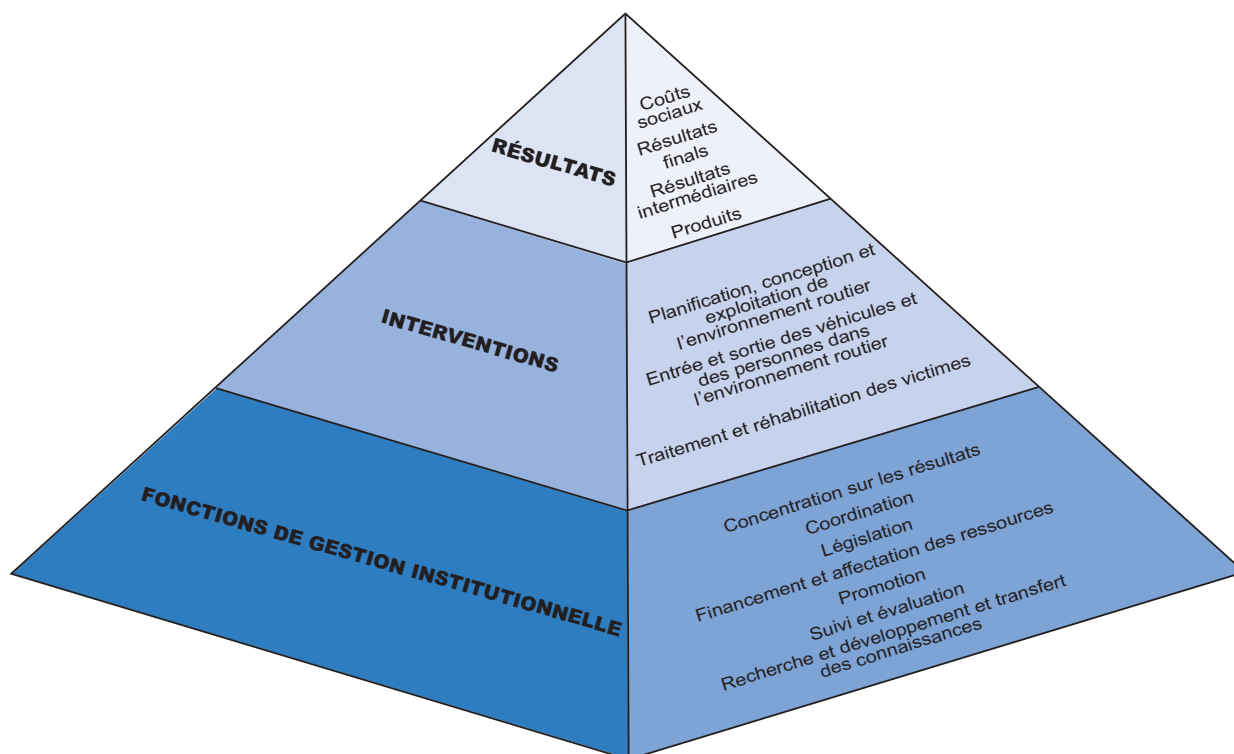 RÉSULTATS
Coûts
sociaux
Résultats
finals
Résultats
intermédiaires
Produits
INTERVENTIONS
Planification, conception et
exploitation de
l'environnement routier
Entrée et sortie des véhicules et
des personnes dans
l'environnement routier
Traitement et réhabilitation des victimes
FONCTIONS DE GESTION INSTITUTIONNELLE
Concentration sur les résultats
Coordination
Législation
Financement et affectation des ressources
Promotion
Suivi et évaluation
Recherche et développement et transfert
des connaissances